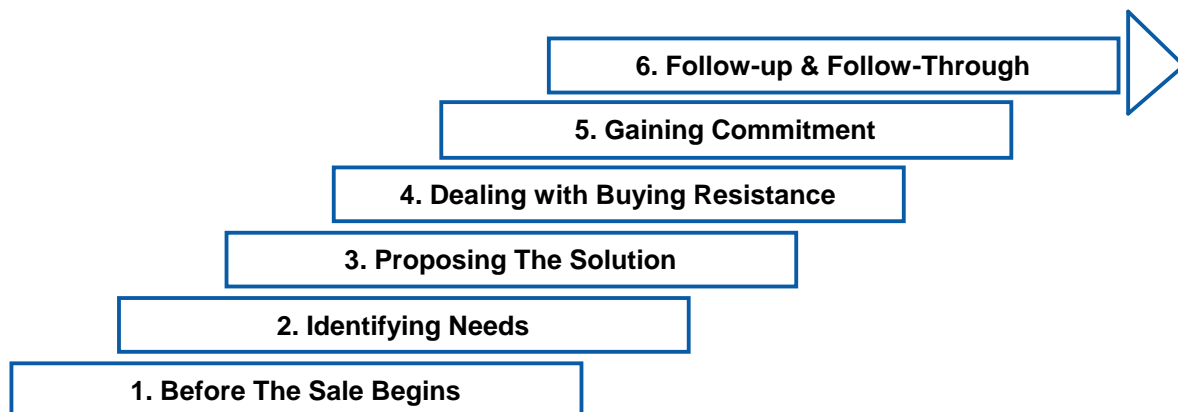 6. Follow-up & Follow-Through
5. Gaining Commitment
4. Dealing with Buying Resistance
3. Proposing The Solution
2. Identifying Needs
1. Before The Sale Begins